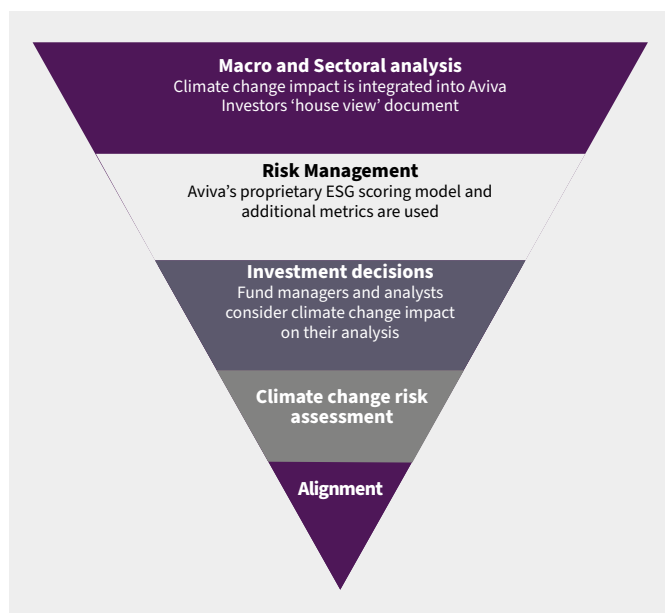 Macro and Sectoral analysis
Climate change impact is integrated into Aviva
Investors ‘house view’ document
Risk Management
Aviva’s proprietary ESG scoring model and
additional metrics are used
Investment decisions
Fund managers and analysts
consider climate change impact
on their analysis
Climate change risk
assessment
Alignment